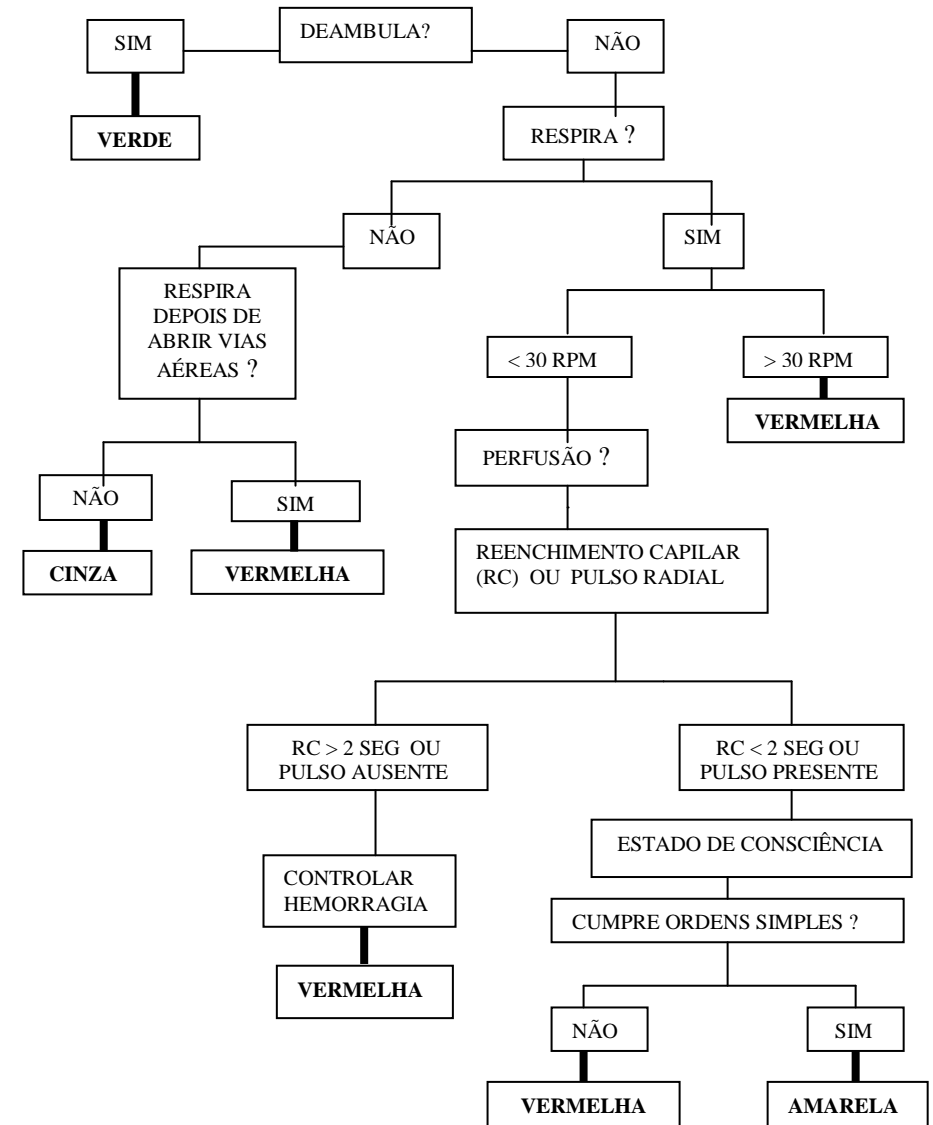 DEAMBULA?
SIM
NÃO
VERDE
RESPIRA ?
NÃO
SIM
RESPIRA
DEPOIS DE
ABRIR VIAS
AÉREAS ?
< 30 RPM
> 30 RPM
VERMELHA
PERFUSÃO ?
NÃO
SIM
CINZA
VERMELHA
REENCHIMENTO CAPILAR
(RC) OU PULSO RADIAL
RC > 2 SEG OU
PULSO AUSENTE
RC < 2 SEG OU
PULSO PRESENTE
ESTADO DE CONSCIÊNCIA
CONTROLAR
HEMORRAGIA
CUMPRE ORDENS SIMPLES ?
VERMELHA
NÃO
SIM
VERMELHA
AMARELA